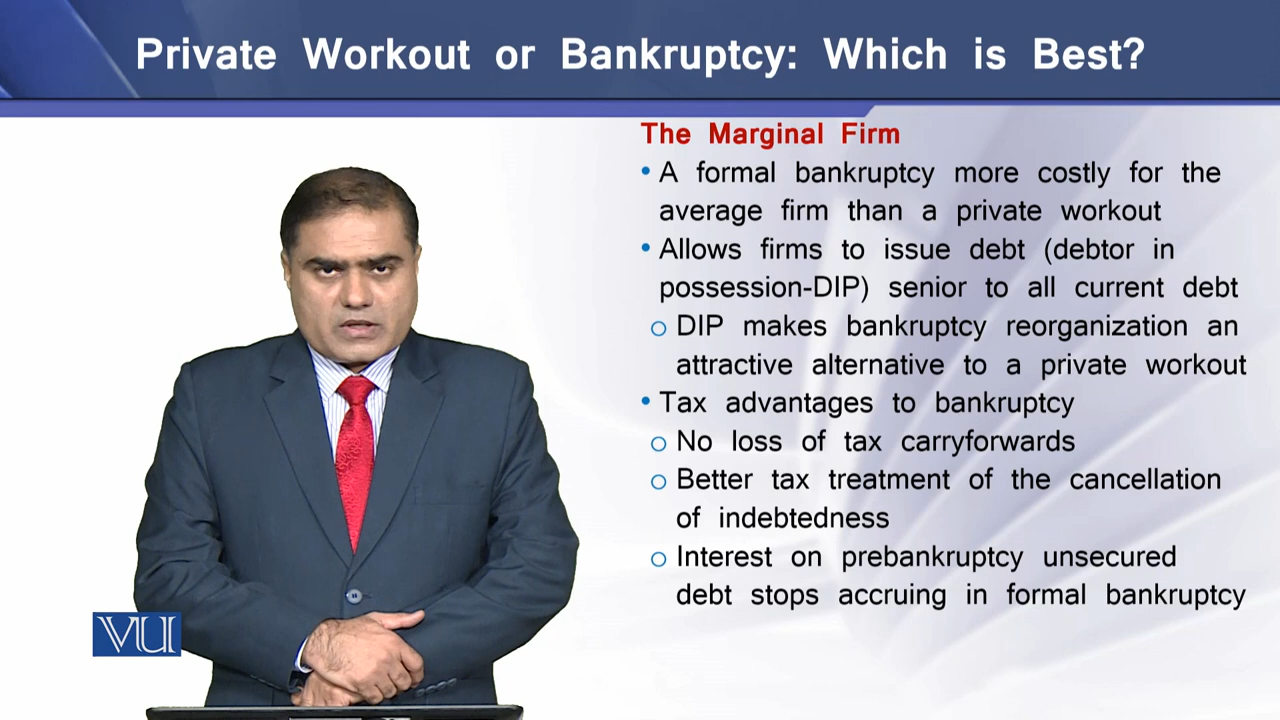 Private Workout or Bankruptcy: Which is Best?
The Marginal Firm
• A formal bankruptcy more costly for the
average firm than a private workout
• Allows firms to issue debt (debtor in
possession-DIP) senior to all current debt
o DIP makes bankruptcy reorganization an
attractive alternative to a private workout
• Tax advantages to bankruptcy
o No loss of tax carryforwards
o Better tax treatment of the cancellation
of indebtedness
o Interest on prebankruptcy unsecured
debt stops accruing in formal bankruptcy
VU